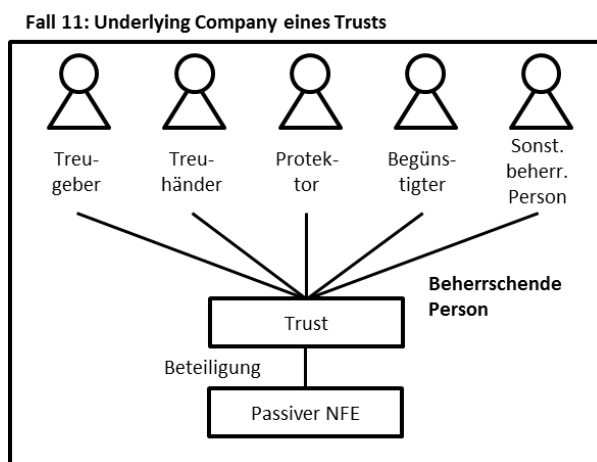 Fall 11: Underlying Company eines Trusts
Treu-
geber
Treu-
händer
Protek-
tor
Begüns-
tigter
Sonst.
beherr.
Person
Beherrschende
Person
Trust
Beteiligung
Passiver NFE